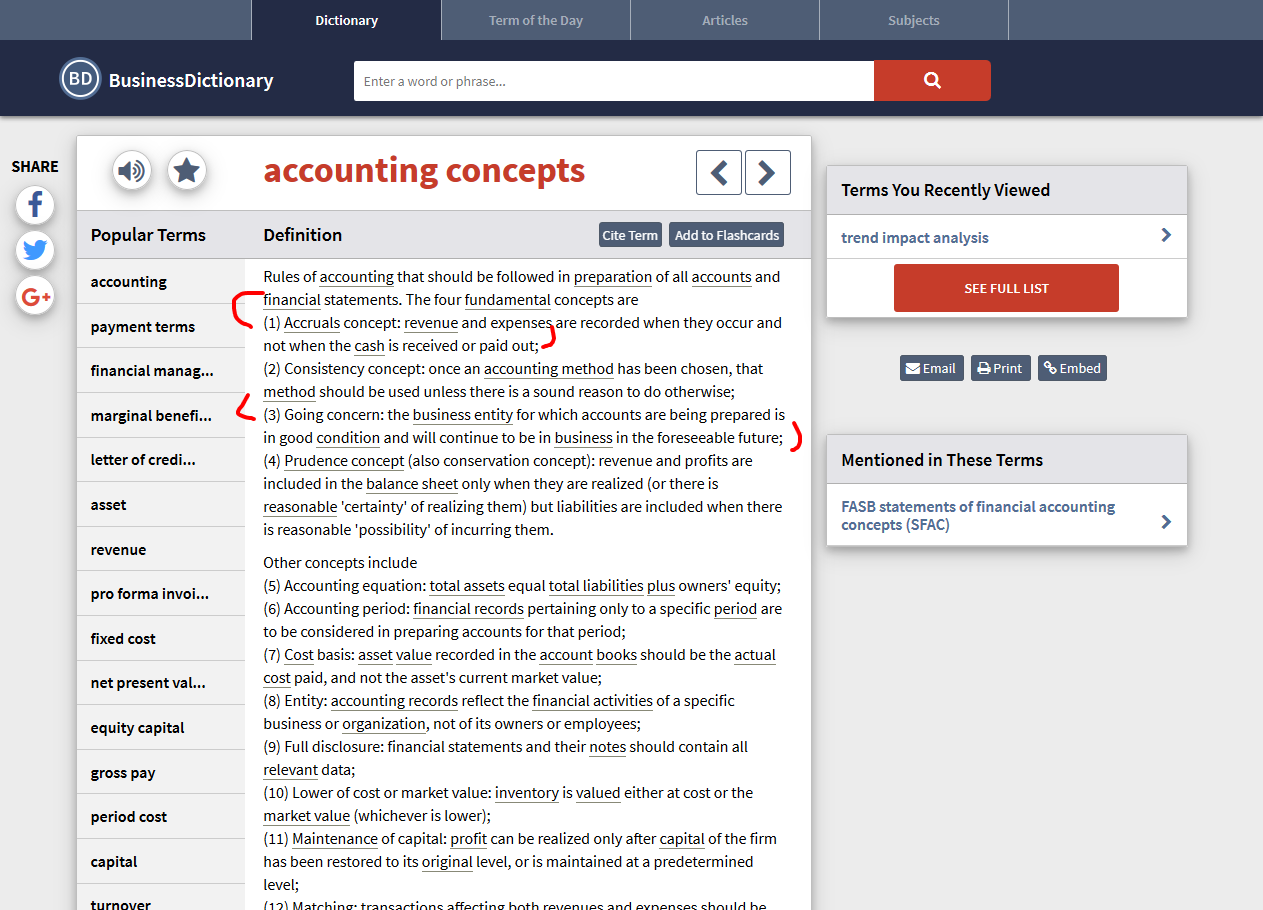 Dictionary
Term of the Day
Articles
Subjects
BD BusinessDictionary
Enter a word or phrase...
SHARE
accounting concepts
Popular Terms
accounting
payment terms
financial manag...
marginal benefi...
letter of credi...
asset
revenue
pro forma invoi...
fixed cost
net present val...
equity capital
gross pay
period cost
capital
turnover
Definition
Cite Term
Add to Flashcards
Rules of accounting that should be followed in preparation of all accounts and
financial statements. The four fundamental concepts are
(1) Accruals concept: revenue and expenses are recorded when they occur and
not when the cash is received or paid out;
(2) Consistency concept: once an accounting method has been chosen, that
method should be used unless there is a sound reason to do otherwise;
(3) Going concern: the business entity for which accounts are being prepared is
in good condition and will continue to be in business in the foreseeable future;
(4) Prudence concept (also conservation concept): revenue and profits are
included in the balance sheet only when they are realized (or there is
reasonable 'certainty' of realizing them) but liabilities are included when there
is reasonable 'possibility' of incurring them.
Other concepts include
(5) Accounting equation: total assets equal total liabilities plus owners' equity;
(6) Accounting period: financial records pertaining only to a specific period are
to be considered in preparing accounts for that period;
(7) Cost basis: asset value recorded in the account books should be the actual
cost paid, and not the asset's current market value;
(8) Entity: accounting records reflect the financial activities of a specific
business or organization, not of its owners or employees;
(9) Full disclosure: financial statements and their notes should contain all
relevant data;
(10) Lower of cost or market value: inventory is valued either at cost or the
market value (whichever is lower);
(11) Maintenance of capital: profit can be realized only after capital of the firm
has been restored to its original level, or is maintained at a predetermined
level;
(12) Matching: transactions affecting both revenues and expenses should be
Terms You Recently Viewed
trend impact analysis
SEE FULL LIST
Email
Print
Embed
Mentioned in These Terms
FASB statements of financial accounting
concepts (SFAC)